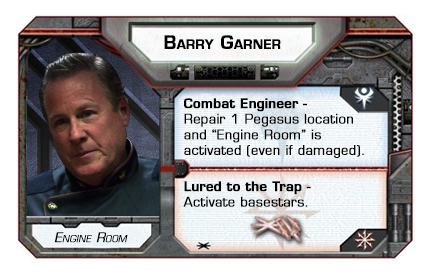 BARRY GARNER
Combat Engineer -
Repair 1 Pegasus location
and "Engine Room" is
activated (even if damaged).
Lured to the Trap -
Activate basestars.
ENGINE ROOM